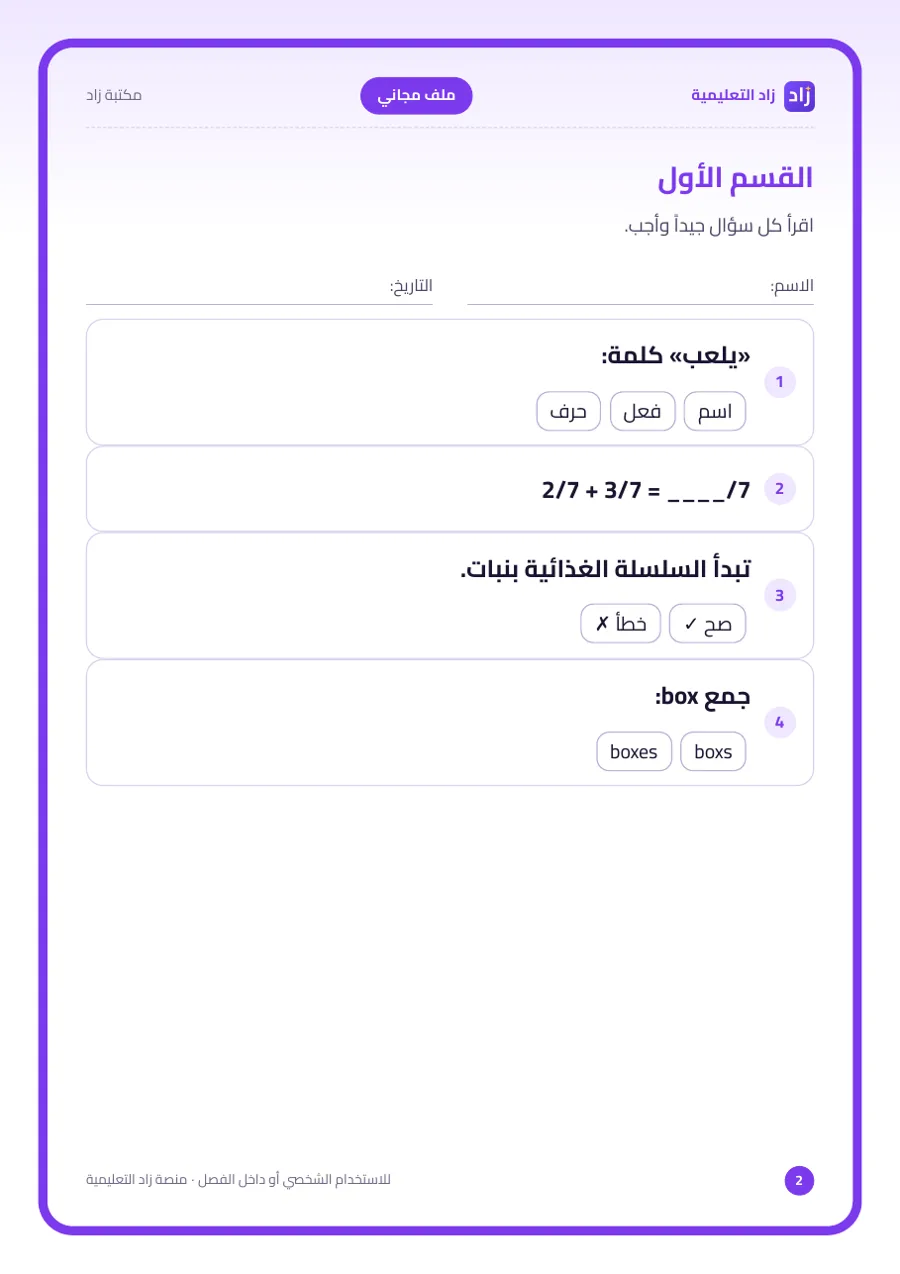 زاد زاد التعليمية
ملف مجاني
مكتبة زاد
القسم الأول
اقرأ كل سؤال جيداً وأجب.
الاسم:
التاريخ:
1
«يلعب» كلمة:
اسم فعل حرف
2
2/7 + 3/7 = ____/7
3
تبدأ السلسلة الغذائية بنبات.
صح ✓ خطأ ✗
4
جمع box:
boxs boxes
2
للاستخدام الشخصي أو داخل الفصل · منصة زاد التعليمية